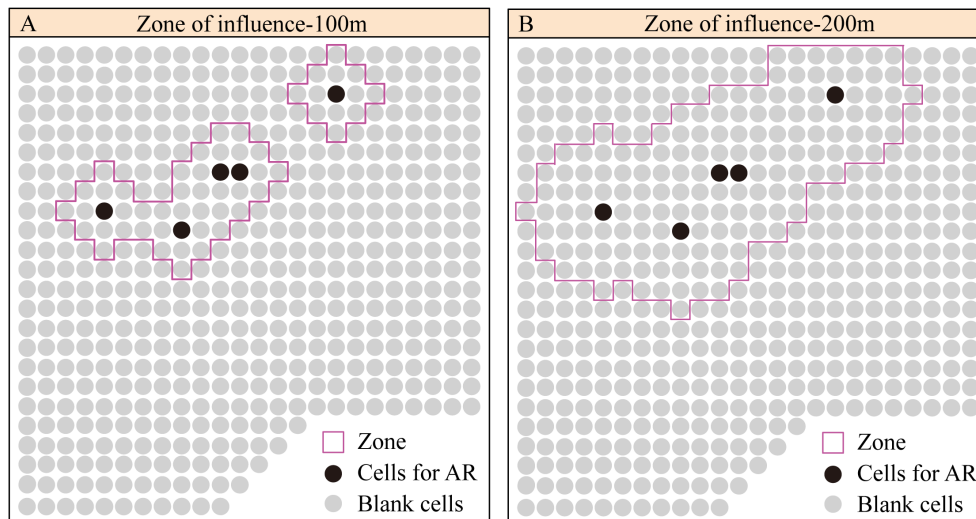 A
Zone of influence-100m
Zone
Cells for AR
Blank cells
B
Zone of influence-200m
Zone
Cells for AR
Blank cells